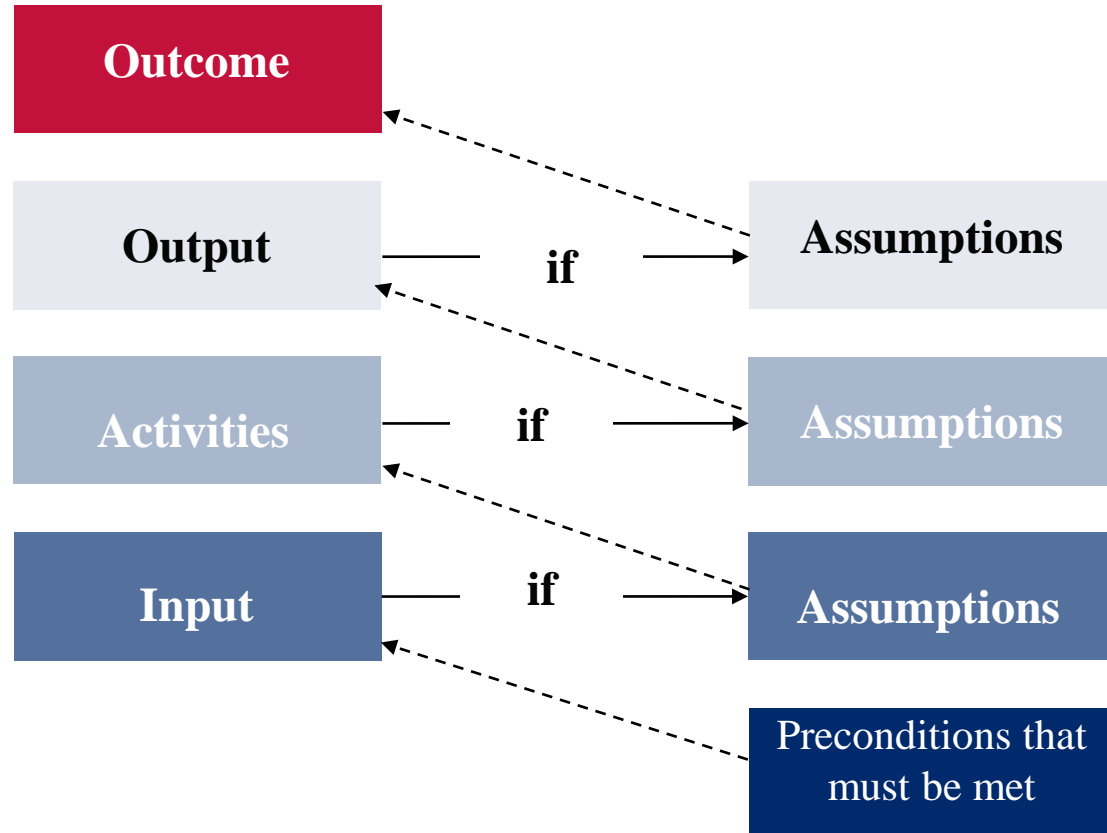 Outcome
Output
if
Assumptions
Activities
if
Assumptions
Input
if
Assumptions
Preconditions that
must be met